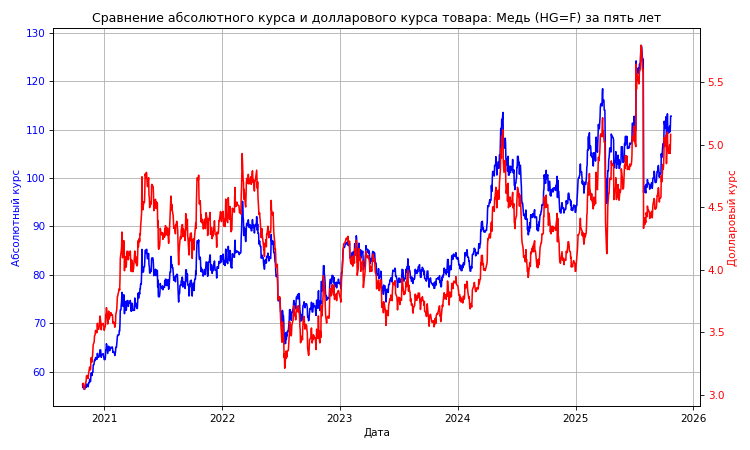 Сравнение абсолютного курса и долларового курса товара: Медь (HG=F) за пять лет
130
120
110
100
90
80
70
60
Абсолютный курс
5.5
5.0
4.5
4.0
3.5
3.0
Долларовый курс
2021 2022 2023 2024 2025 2026
Дата